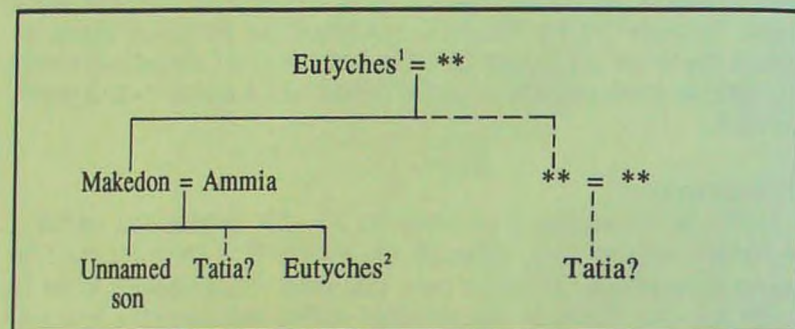 Eutyches¹ = **
Makedon = Ammia
** = **
Unnamed son
Tatia?
Eutyches²
Tatia?